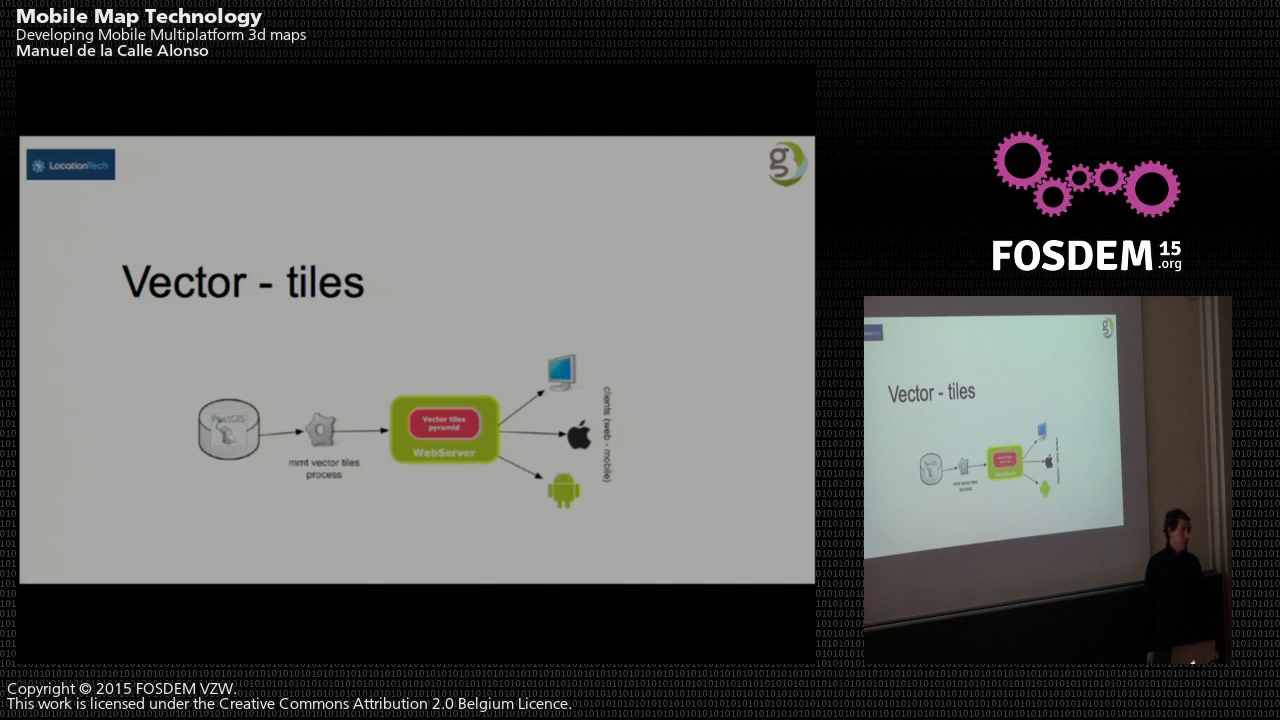 Mobile Map Technology
Developing Mobile Multiplatform 3d maps
Manuel de la Calle Alonso
LocationTech
g
Vector - tiles
PostGIS
mmt vector tiles
process
Vector tiles
pyramid
WebServer
clients (web - mobile)
FOSDEM 15
.org
Vector - tiles
Copyright © 2015 FOSDEM VZW.
This work is licensed under the Creative Commons Attribution 2.0 Belgium Licence.